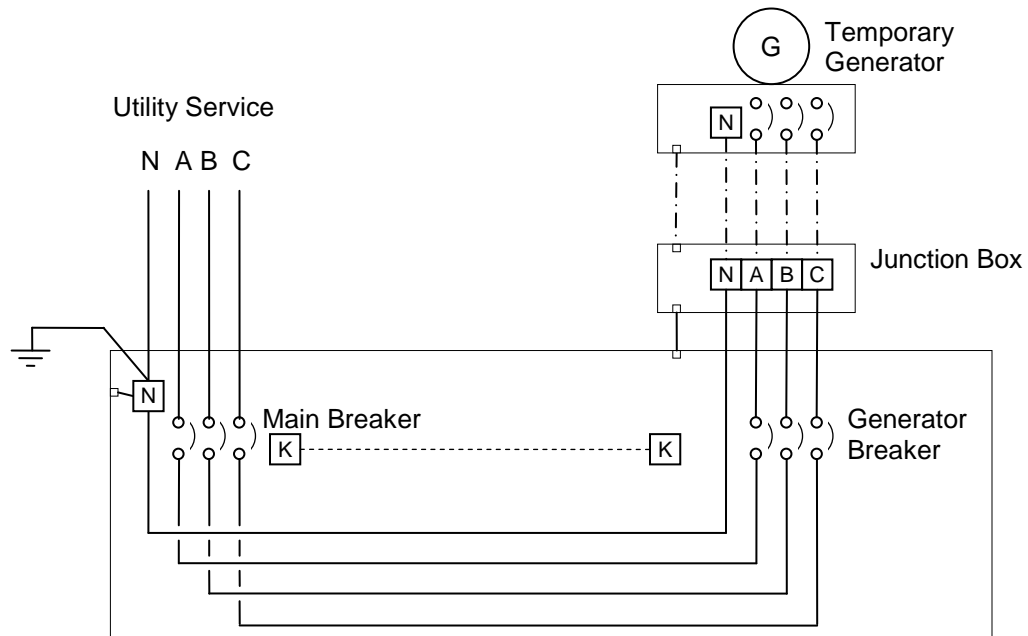 G
Temporary
Generator
Utility Service
N
N A B C
N A B C
Junction Box
N
Main Breaker
K
K
Generator
Breaker